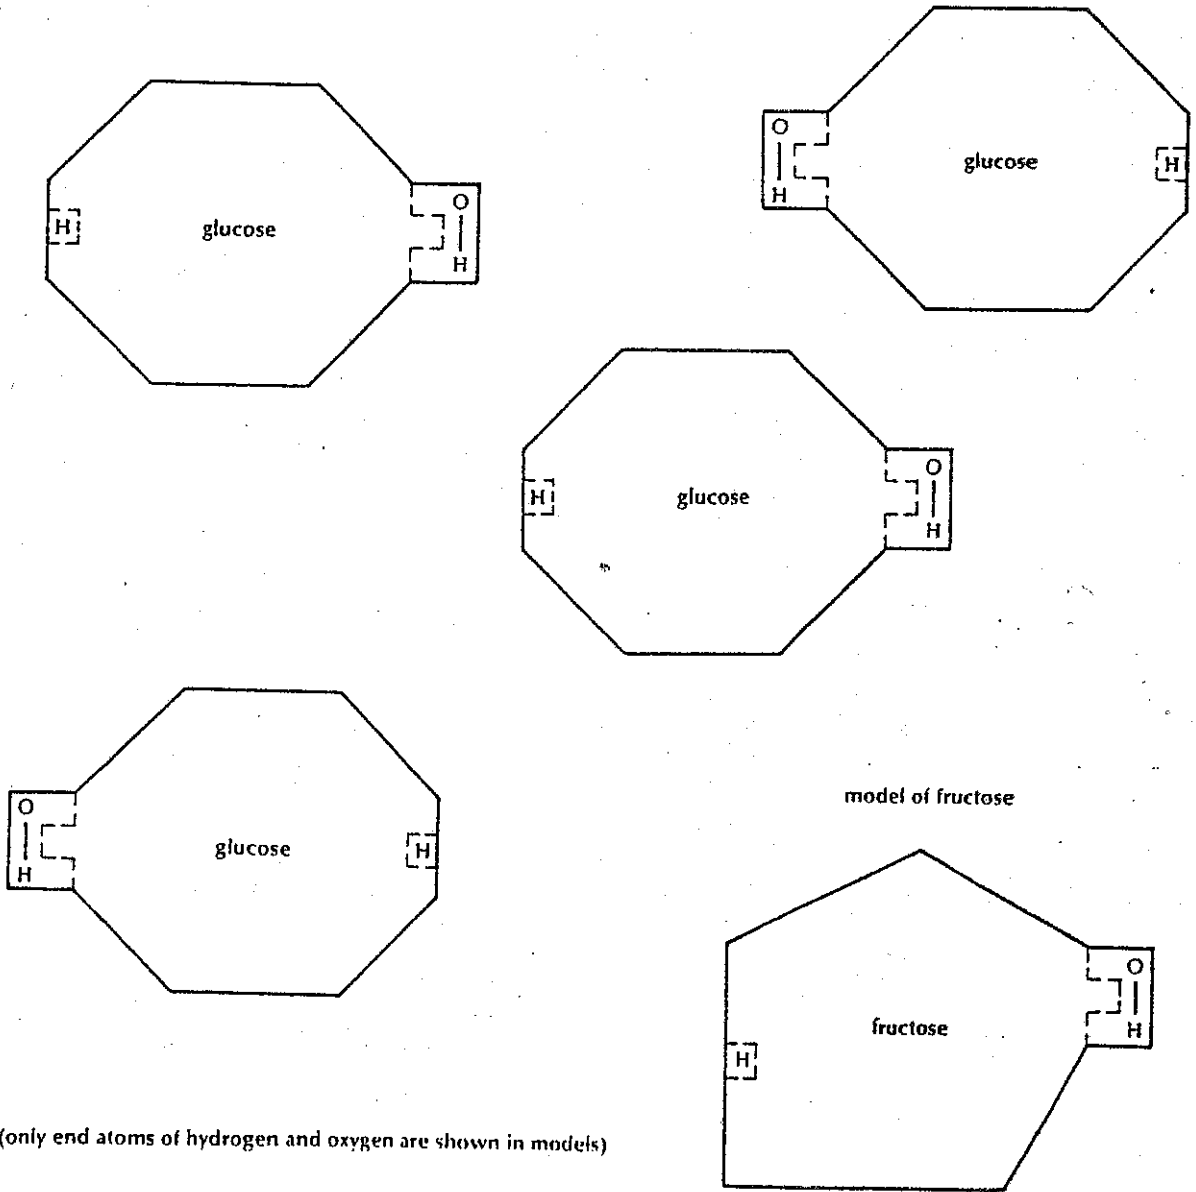 O
H
glucose
H
H
glucose
O
H
H
glucose
O
H
O
H
glucose
H
model of fructose
O
H
fructose
H
(only end atoms of hydrogen and oxygen are shown in models)